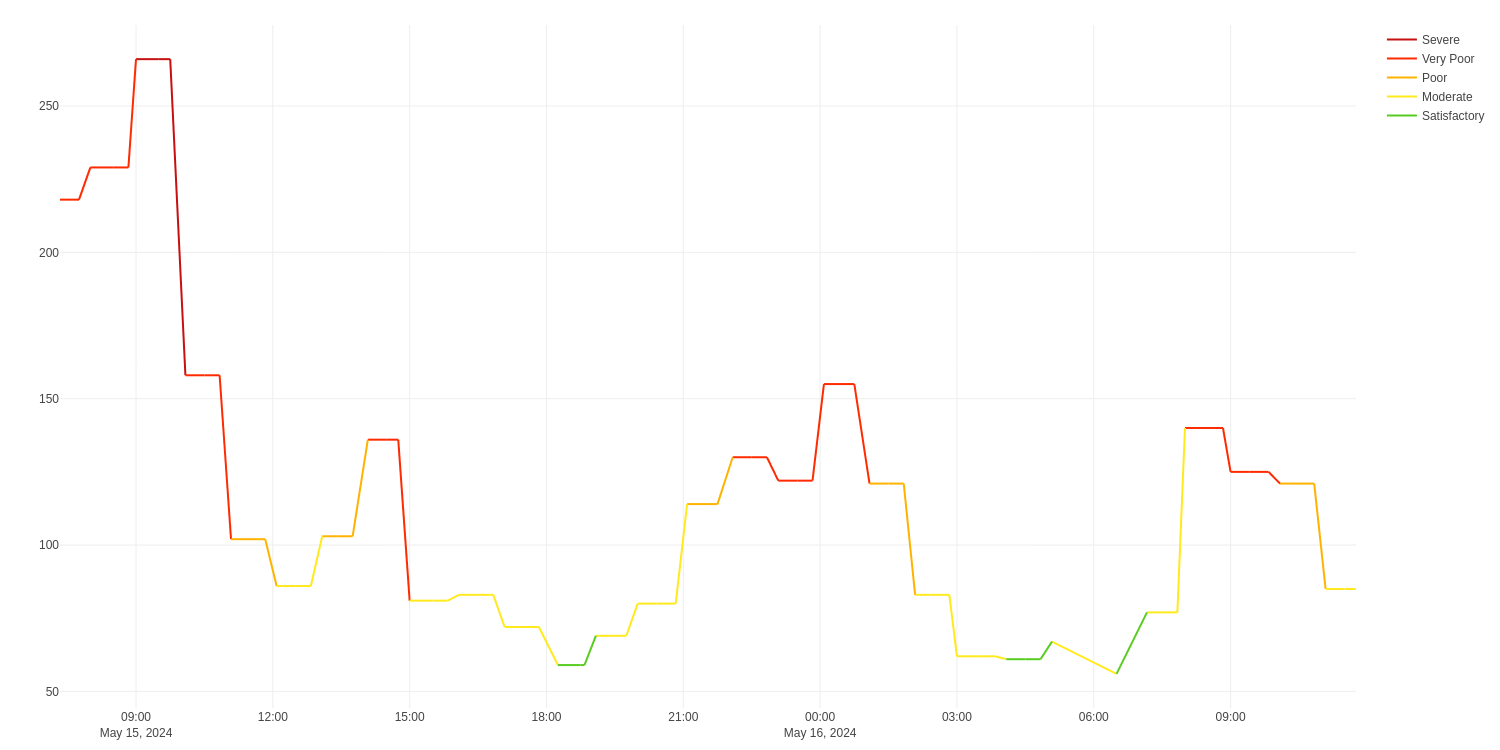 250
200
150
100
50
09:00
May 15, 2024
12:00
15:00
18:00
21:00
00:00
May 16, 2024
03:00
06:00
09:00
Severe
Very Poor
Poor
Moderate
Satisfactory